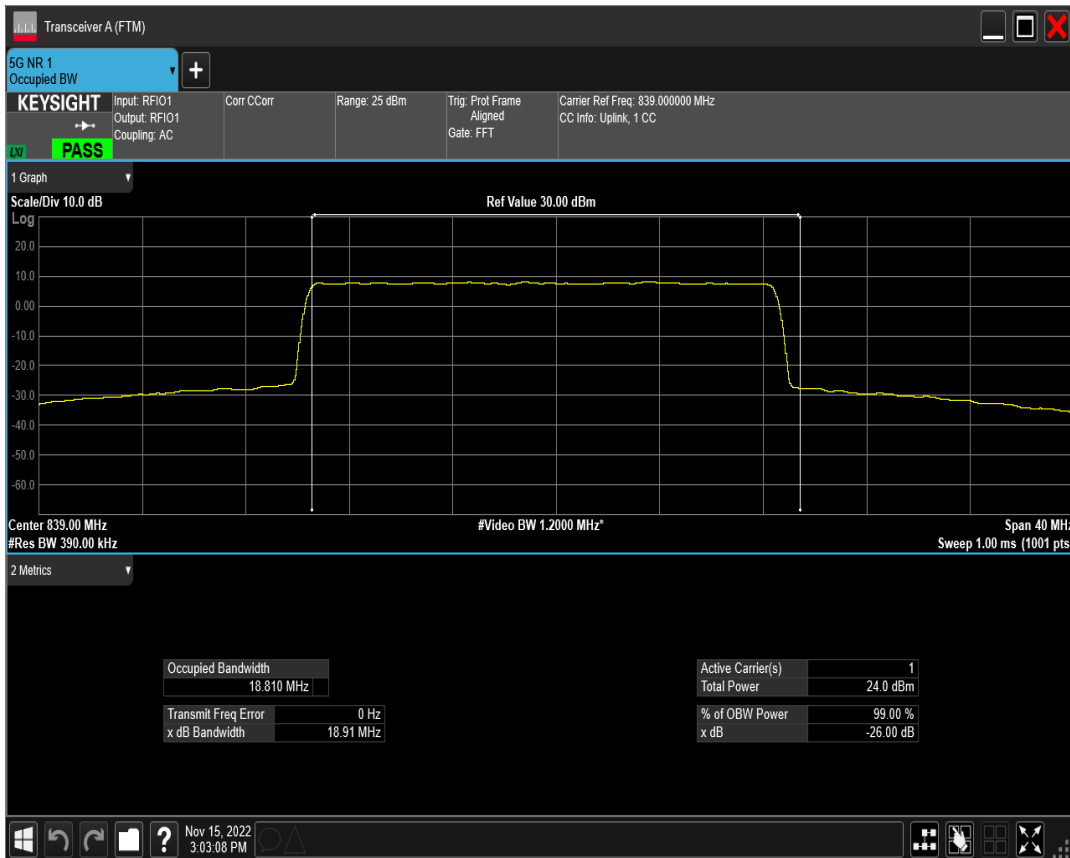 Transceiver A (FTM)
5G NR 1
Occupied BW
+
KEYSIGHT
LXI
PASS
Input: RFIO1
Output: RFIO1
Coupling: AC
Corr CCorr
Range: 25 dBm
Trig: Prot Frame
Aligned
Gate: FFT
Carrier Ref Freq: 839.000000 MHz
CC Info: Uplink, 1 CC
1 Graph
Scale/Div 10.0 dB
Ref Value 30.00 dBm
Log
20.0
10.0
0.00
-10.0
-20.0
-30.0
-40.0
-50.0
-60.0
Center 839.00 MHz
#Video BW 1.2000 MHz*
Span 40 MHz
#Res BW 390.00 kHz
Sweep 1.00 ms (1001 pts
2 Metrics
Occupied Bandwidth
18.810 MHz
Transmit Freq Error 0 Hz
x dB Bandwidth 18.91 MHz
Active Carrier(s) 1
Total Power 24.0 dBm
% of OBW Power 99.00 %
x dB -26.00 dB
?
Nov 15, 2022
3:03:08 PM